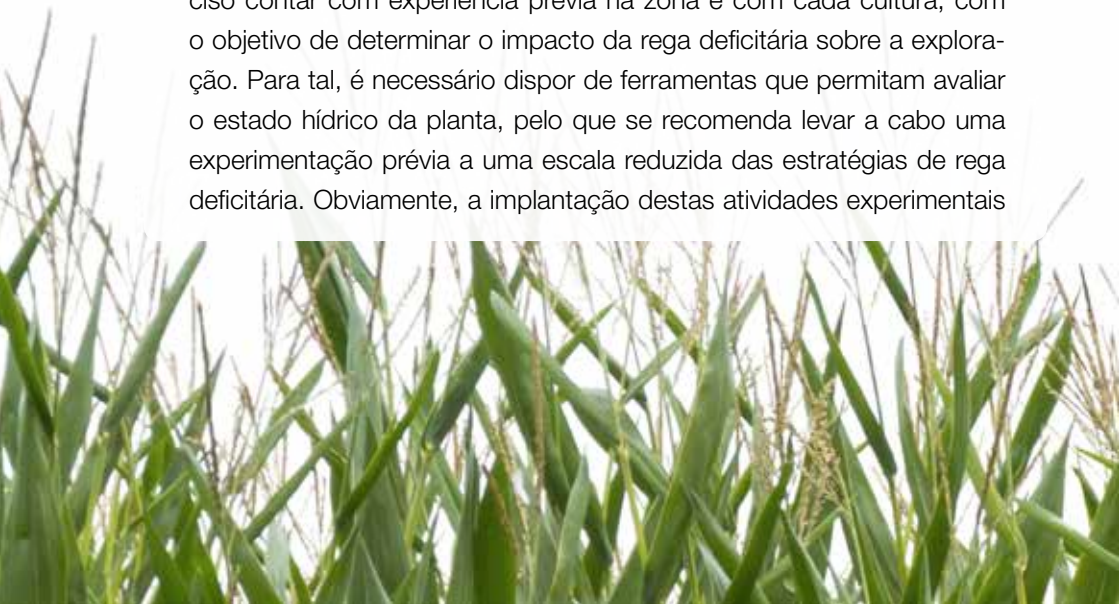 ciso contar com experiência prévia na zona e com cada cultura, com
o objetivo de determinar o impacto da rega deficitária sobre a explora-
ção. Para tal, é necessário dispor de ferramentas que permitam avaliar
o estado hídrico da planta, pelo que se recomenda levar a cabo uma
experimentação prévia a uma escala reduzida das estratégias de rega
deficitária. Obviamente, a implantação destas atividades experimentais